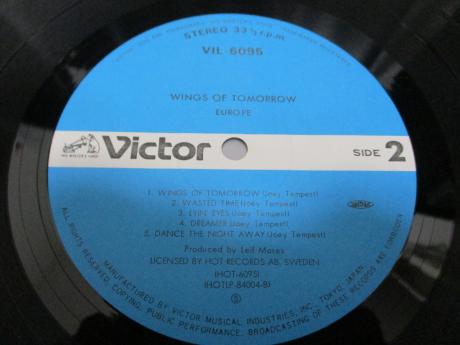 STEREO 33⅓ r.p.m.
VIL-6095
WINGS OF TOMORROW
EUROPE
HIS MASTER'S VOICE
Victor
SIDE 2
1. WINGS OF TOMORROW (Joey Tempest)
2. WASTED TIME (Joey Tempest)
3. LYIN' EYES (Joey Tempest)
4. DREAMER (Joey Tempest)
5. DANCE THE NIGHT AWAY (Joey Tempest)
Produced by Leif Mases
LICENSED BY HOT RECORDS AB, SWEDEN
(HOT-6095)
(HOTLP-84004-B)
Ⓢ
MANUFACTURED BY VICTOR MUSICAL INDUSTRIES, INC. TOKYO, JAPAN.
ALL RIGHTS RESERVED. COPYING, PUBLIC PERFORMANCE, BROADCASTING OF THESE RECORDS ARE FORBIDDEN.